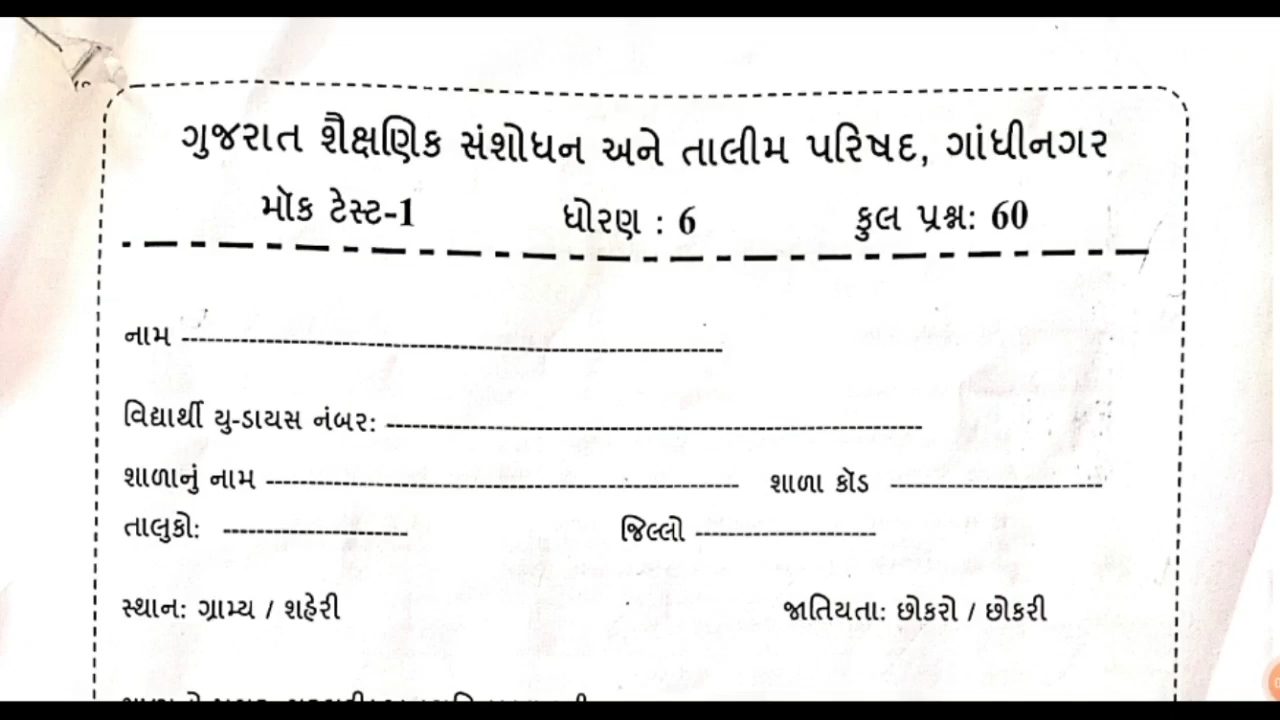 ગુજરાત શૈક્ષણિક સંશોધન અને તાલીમ પરિષદ, ગાંધીનગર
મૉક ટેસ્ટ-1 ધોરણ : 6 કુલ પ્રશ્ન: 60
નામ
વિદ્યાર્થી યુ-ડાયસ નંબર:
શાળાનું નામ શાળા કૉડ
તાલુકો: જિલ્લો
સ્થાન: ગ્રામ્ય / શહેરી જાતિયતા: છોકરો / છોકરી